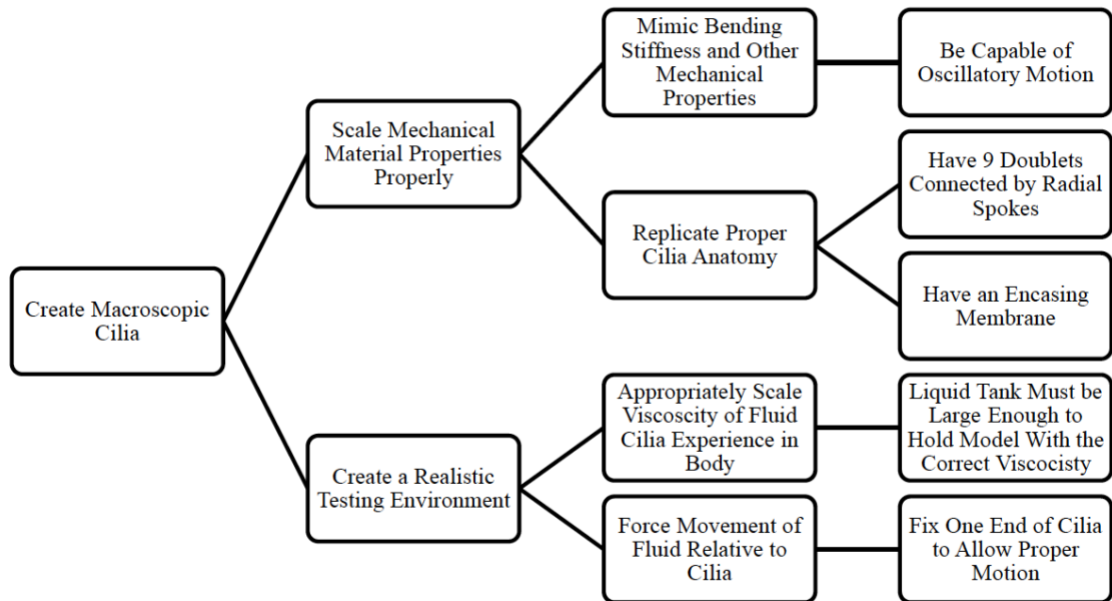 Create Macroscopic
Cilia
Scale Mechanical
Material Properties
Properly
Mimic Bending
Stiffness and Other
Mechanical
Properties
Be Capable of
Oscillatory Motion
Replicate Proper
Cilia Anatomy
Have 9 Doublets
Connected by Radial
Spokes
Have an Encasing
Membrane
Create a Realistic
Testing Environment
Appropriately Scale
Viscoscity of Fluid
Cilia Experience in
Body
Liquid Tank Must be
Large Enough to
Hold Model With the
Correct Viscocisty
Force Movement of
Fluid Relative to
Cilia
Fix One End of Cilia
to Allow Proper
Motion